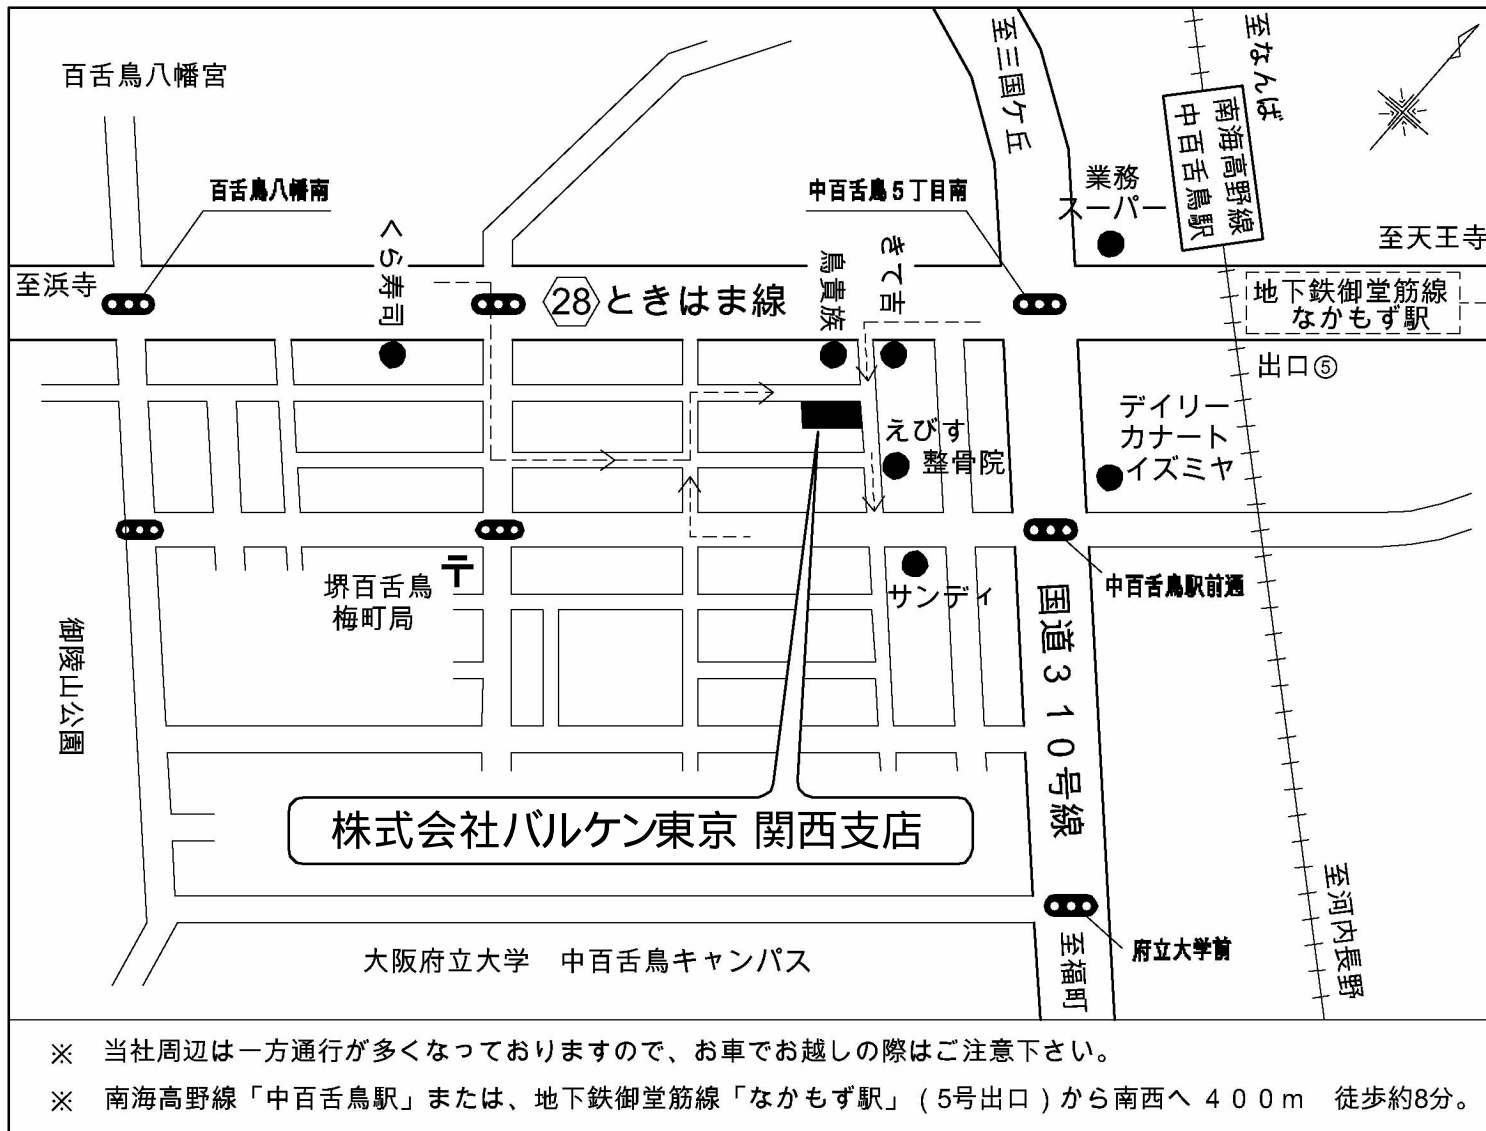 百舌鳥八幡宮
至三国ケ丘
至なんば
南海高野線
中百舌鳥駅
業務
スーパー
百舌鳥八幡南
中百舌鳥5丁目南
至天王寺
至浜寺
くら寿司
28 ときはま線
鳥貴族
きて吉
地下鉄御堂筋線
なかもず駅
出口⑤
デイリー
カナート
イズミヤ
えびす
整骨院
〒
堺百舌鳥
梅町局
サンディ
中百舌鳥駅前通
国道310号線
御陵山公園
株式会社バルケン東京 関西支店
至河内長野
府立大学前
至福町
大阪府立大学 中百舌鳥キャンパス
※ 当社周辺は一方通行が多くなっておりますので、お車でお越しの際はご注意下さい。
※ 南海高野線「中百舌鳥駅」または、地下鉄御堂筋線「なかもず駅」(5号出口)から南西へ 400m 徒歩約8分。